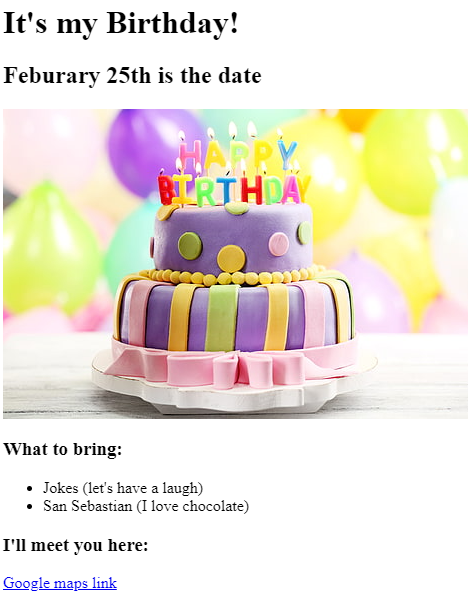 It's my Birthday!
Feburary 25th is the date
HAPPY
BIRTHDAY
What to bring:
Jokes (let's have a laugh)
San Sebastian (I love chocolate)
I'll meet you here:
Google maps link